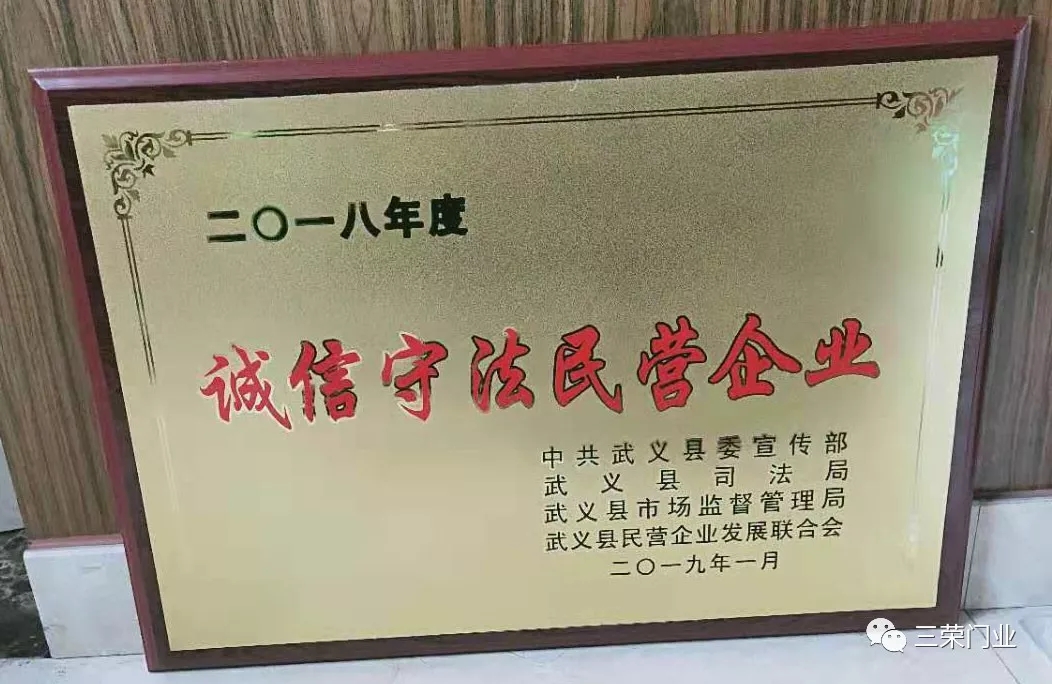 二〇一八年度
诚信守法民营企业
中共武义县委宣传部
武义县司法局
武义县市场监督管理局
武义县民营企业发展联合会
二〇一九年一月
三荣门业